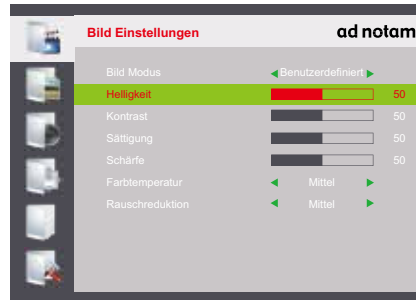 Bild Einstellungen ad notam
Bild Modus Benutzerdefiniert
Helligkeit 50
Kontrast 50
Sättigung 50
Schärfe 50
Farbtemperatur Mittel
Rauschreduktion Mittel